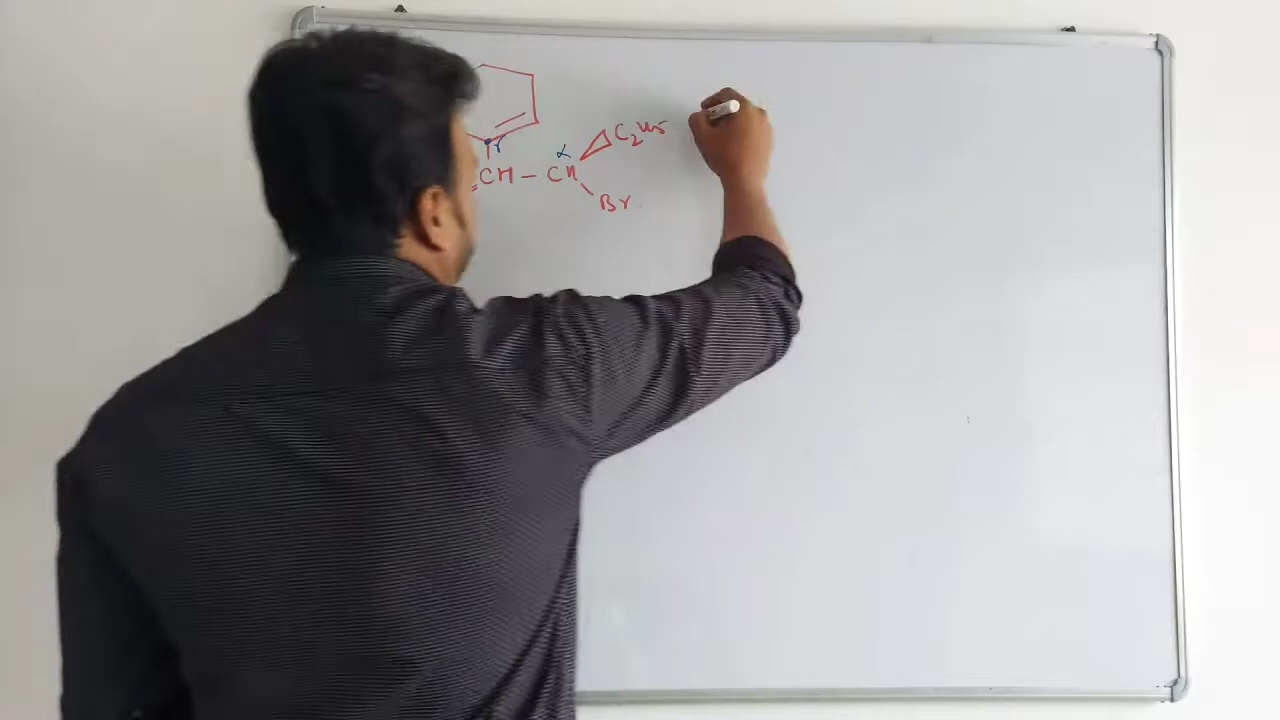 α
C₂H₅
r
=CH – CH
Br